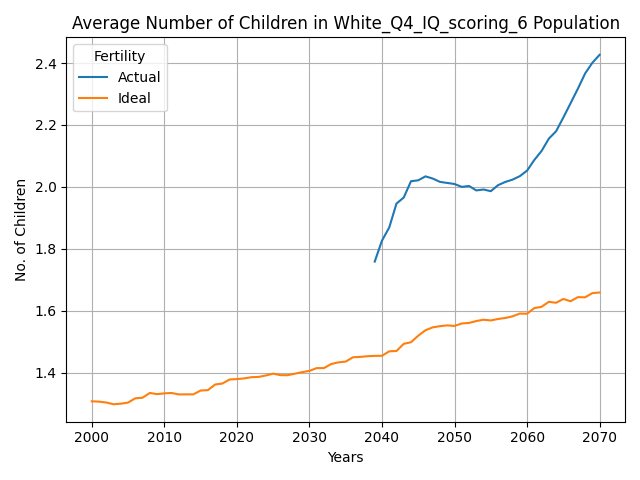 Average Number of Children in White_Q4_IQ_scoring_6 Population
Fertility
Actual
Ideal
No. of Children
2.4
2.2
2.0
1.8
1.6
1.4
2000 2010 2020 2030 2040 2050 2060 2070
Years